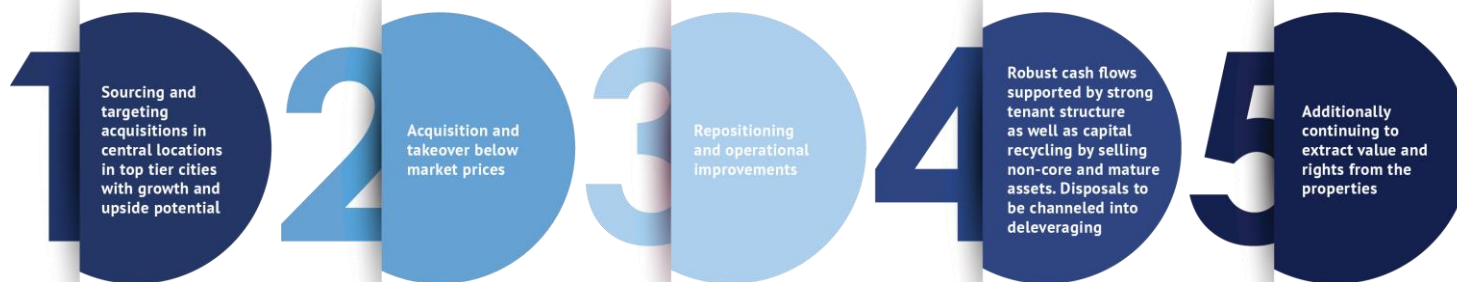 1
Sourcing and
targeting
acquisitions in
central locations
in top tier cities
with growth and
upside potential
2
Acquisition and
takeover below
market prices
3
Repositioning
and operational
improvements
4
Robust cash flows
supported by strong
tenant structure
as well as capital
recycling by selling
non-core and mature
assets. Disposals to
be channeled into
deleveraging
5
Additionally
continuing to
extract value and
rights from the
properties